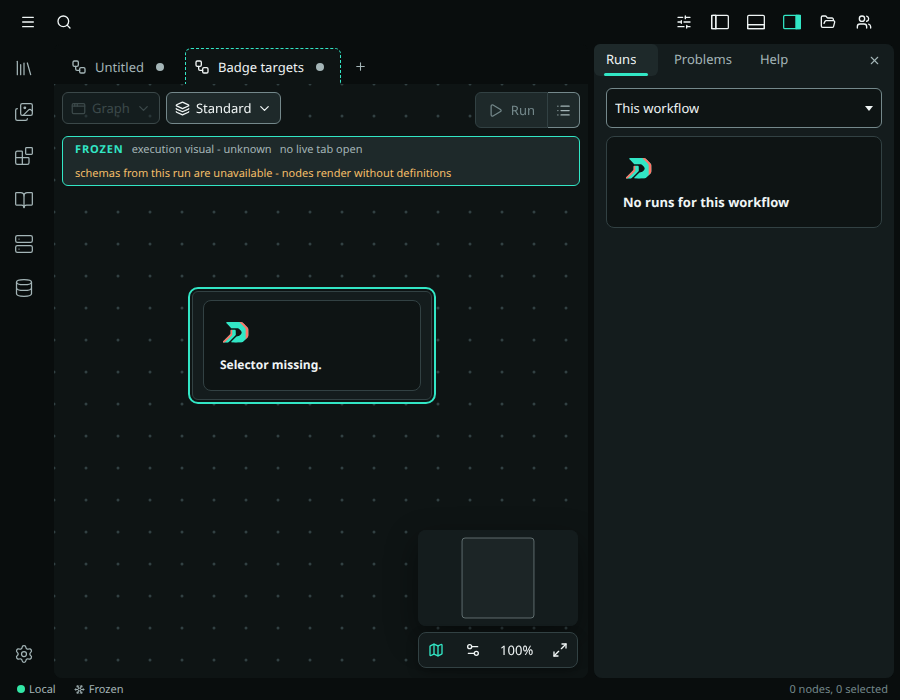 Untitled
Badge targets
Graph
Standard
Run
FROZEN execution visual - unknown no live tab open
schemas from this run are unavailable - nodes render without definitions
Selector missing.
100%
Runs
Problems
Help
This workflow
No runs for this workflow
Local
Frozen
0 nodes, 0 selected